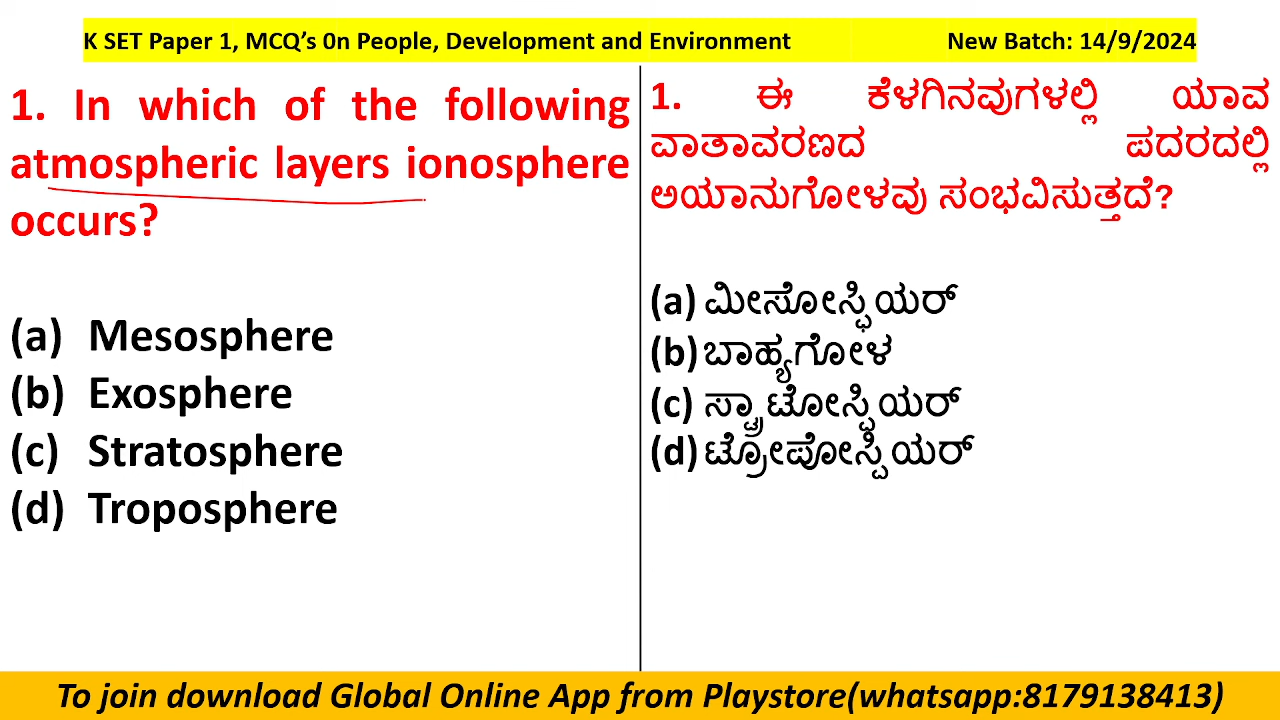 K SET Paper 1, MCQ’s 0n People, Development and Environment New Batch: 14/9/2024
1. In which of the following
atmospheric layers ionosphere
occurs?
(a) Mesosphere
(b) Exosphere
(c) Stratosphere
(d) Troposphere
1. ಈ ಕೆಳಗಿನವುಗಳಲ್ಲಿ ಯಾವ
ವಾತಾವರಣದ ಪದರದಲ್ಲಿ
ಅಯಾನುಗೋಳವು ಸಂಭವಿಸುತ್ತದೆ?
(a) ಮೀಸೋಸ್ಫಿಯರ್
(b) ಬಾಹ್ಯಗೋಳ
(c) ಸ್ಟ್ರಾಟೋಸ್ಪಿಯರ್
(d) ಟ್ರೋಪೋಸ್ಪಿಯರ್
To join download Global Online App from Playstore(whatsapp:8179138413)